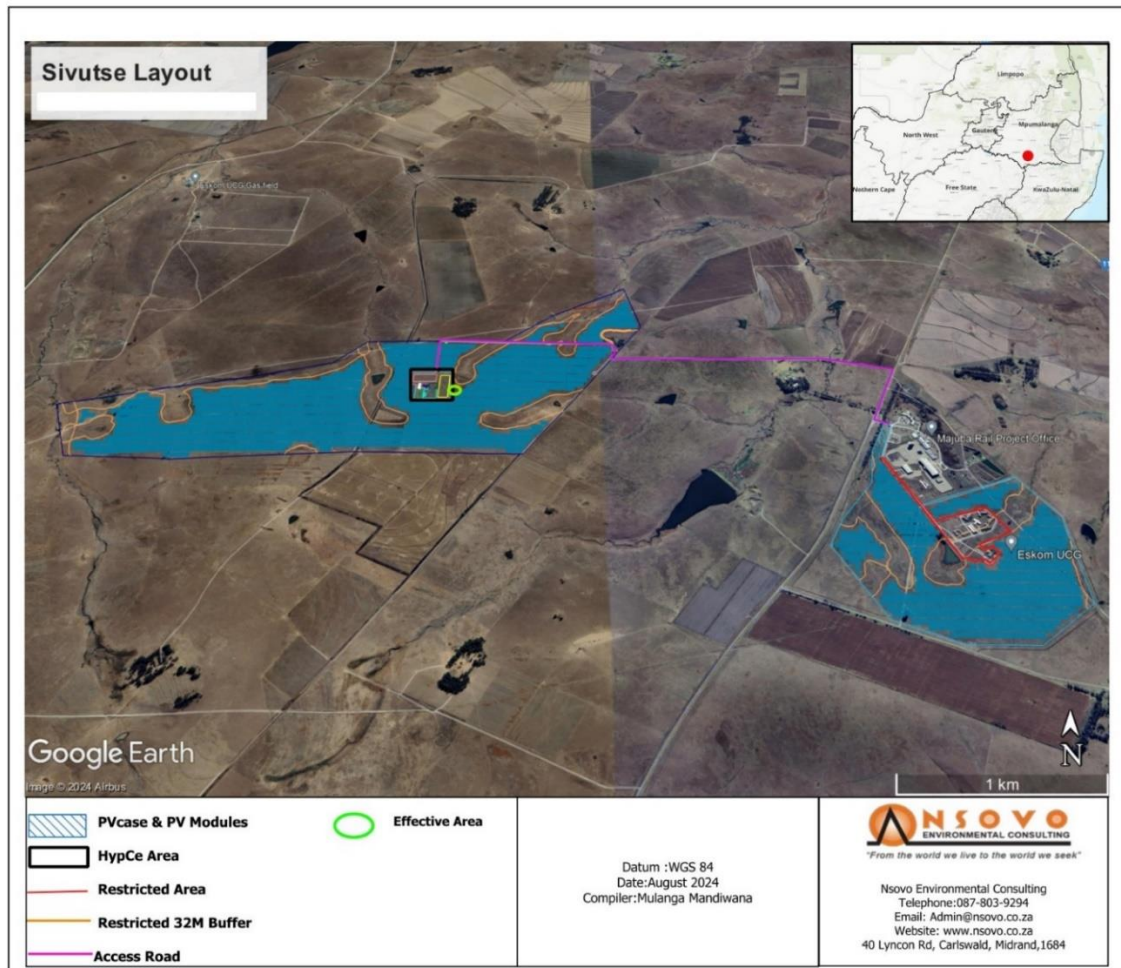 Sivutse Layout
Limpopo
North West
Gauteng
Mpumalanga
Northern Cape
Free State
KwaZulu-Natal
Eskom UCG Gas field
Majuba Rail Project Office
Eskom UCG
Google Earth
Image © 2024 Airbus
N
1 km
PVcase & PV Modules
Effective Area
HypCe Area
Restricted Area
Restricted 32M Buffer
Access Road
Datum :WGS 84
Date:August 2024
Compiler:Mulanga Mandiwana
NSOVO
ENVIRONMENTAL CONSULTING
"From the world we live to the world we seek"
Nsovo Environmental Consulting
Telephone:087-803-9294
Email: Admin@nsovo.co.za
Website: www.nsovo.co.za
40 Lyncon Rd, Carlswald, Midrand,1684